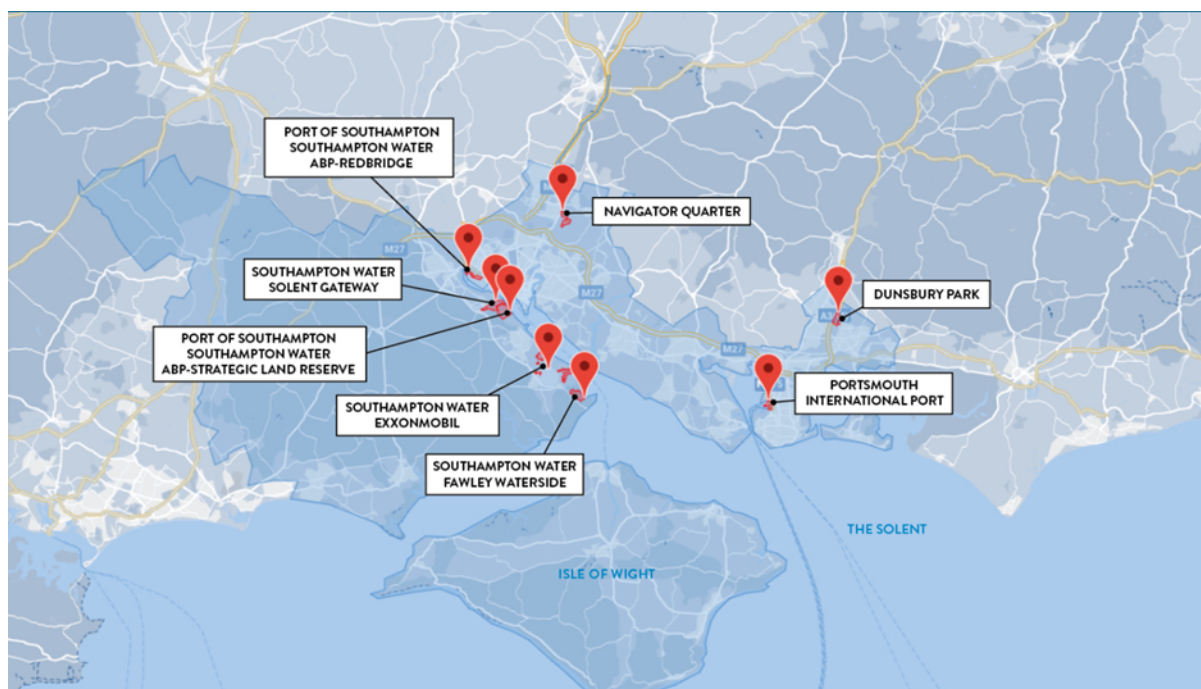 PORT OF SOUTHAMPTON
SOUTHAMPTON WATER
ABP-REDBRIDGE
NAVIGATOR QUARTER
M27
SOUTHAMPTON WATER
SOLENT GATEWAY
M27
DUNSBURY PARK
PORT OF SOUTHAMPTON
SOUTHAMPTON WATER
ABP-STRATEGIC LAND RESERVE
M27
PORTSMOUTH
INTERNATIONAL PORT
SOUTHAMPTON WATER
EXXONMOBIL
SOUTHAMPTON WATER
FAWLEY WATERSIDE
THE SOLENT
ISLE OF WIGHT